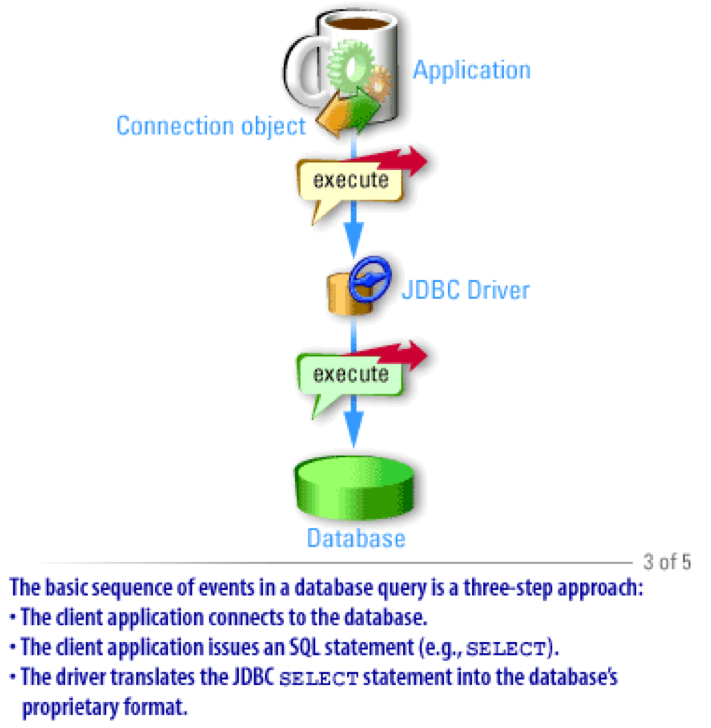 Application
Connection object
execute
JDBC Driver
execute
Database
3 of 5
The basic sequence of events in a database query is a three-step approach:
• The client application connects to the database.
• The client application issues an SQL statement (e.g., SELECT).
• The driver translates the JDBC SELECT statement into the database's
proprietary format.